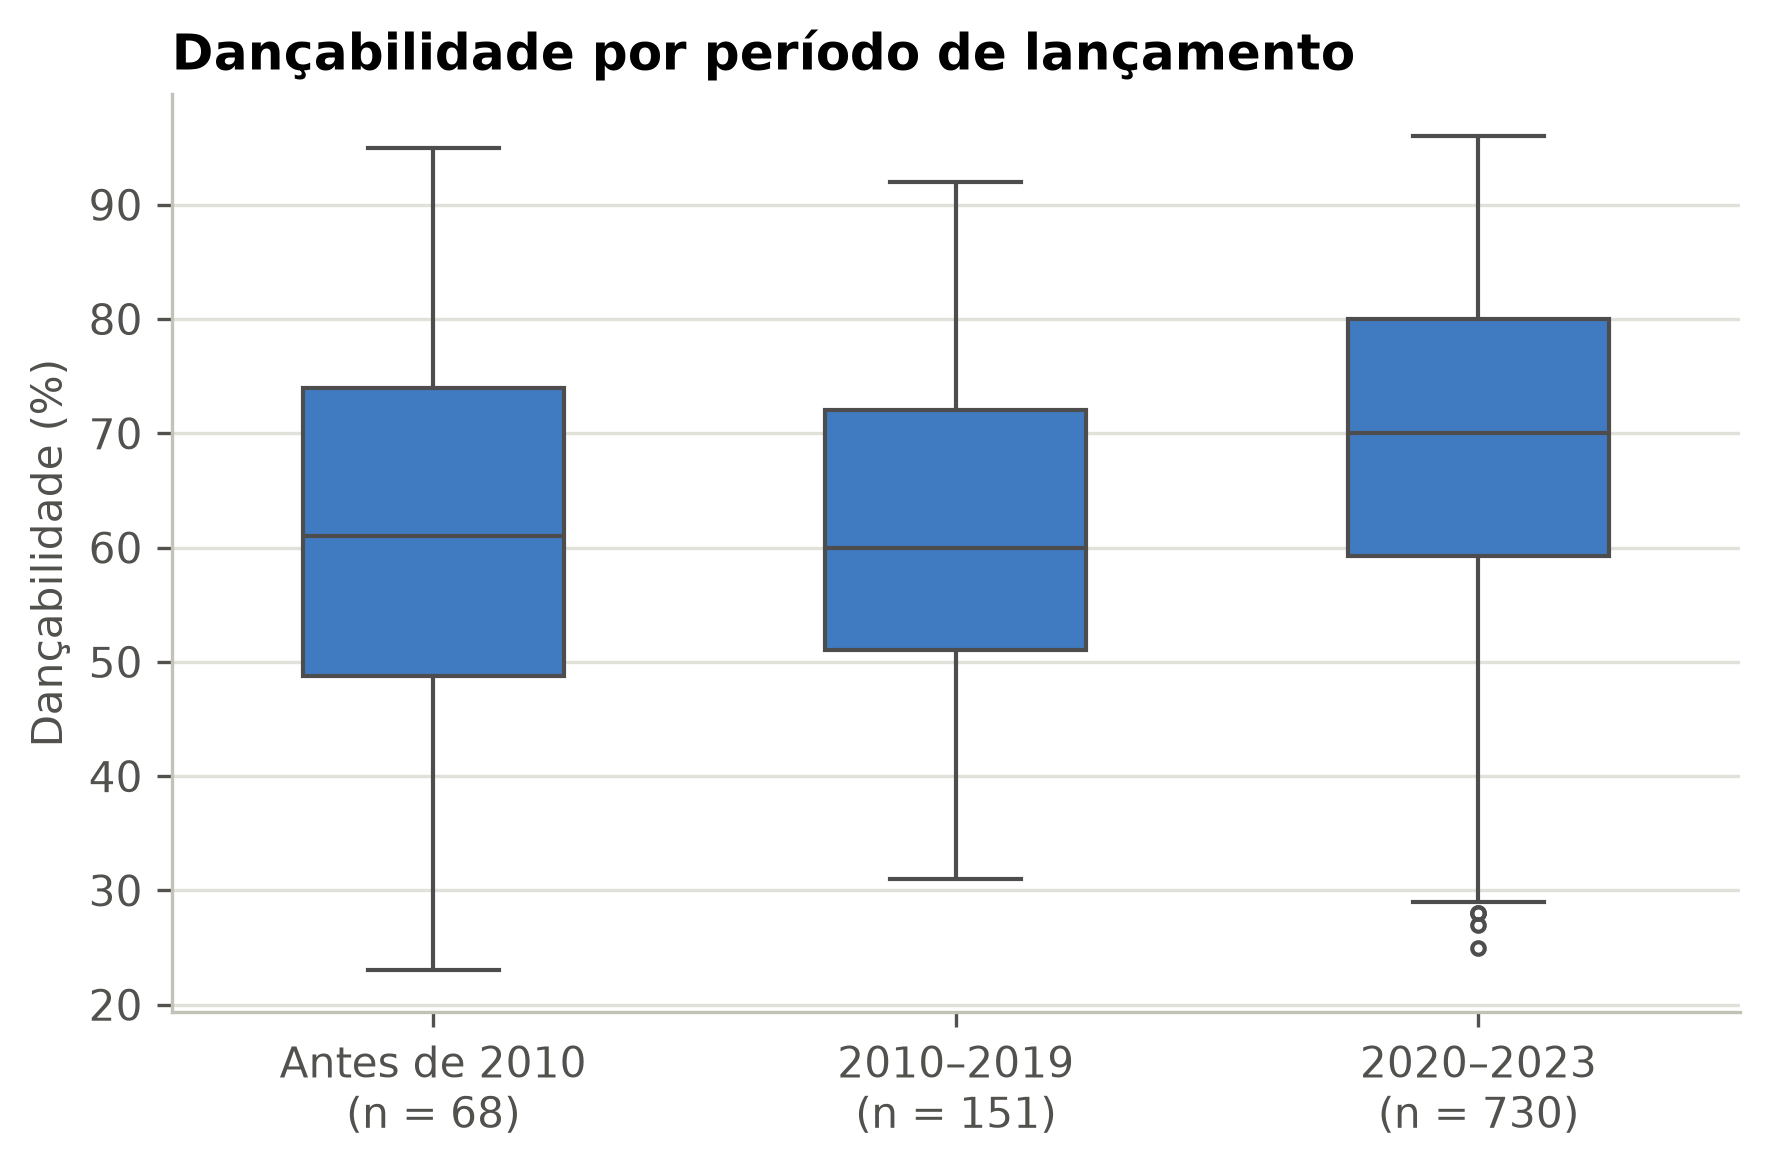 Dançabilidade por período de lançamento
Dançabilidade (%)
90
80
70
60
50
40
30
20
Antes de 2010
(n = 68)
2010–2019
(n = 151)
2020–2023
(n = 730)